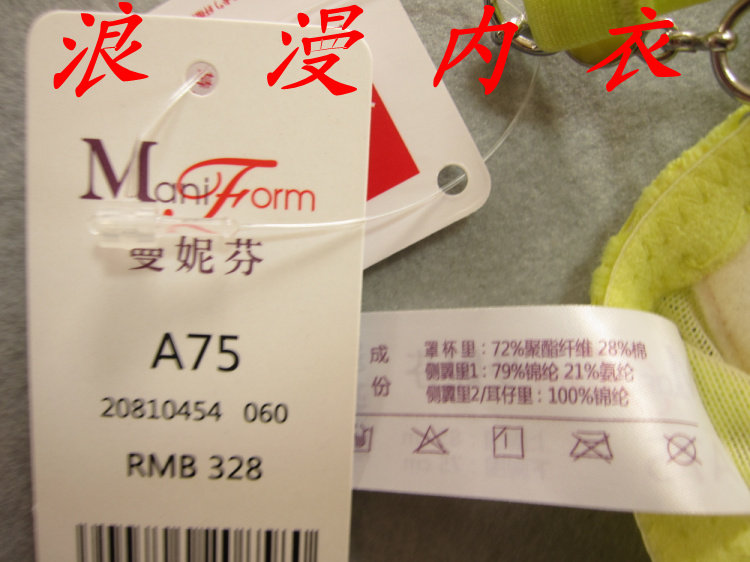 浪漫内衣
ManiForm
曼妮芬
A75
20810454 060
RMB 328
成份
罩杯里：72%聚酯纤维 28%棉
侧翼里1：79%锦纶 21%氨纶
侧翼里2/耳仔里：100%锦纶